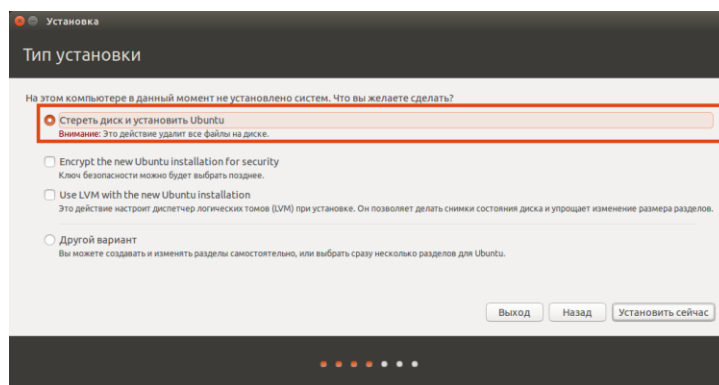 Установка
Тип установки
На этом компьютере в данный момент не установлено систем. Что вы желаете сделать?
Стереть диск и установить Ubuntu
Внимание: Это действие удалит все файлы на диске.
Encrypt the new Ubuntu installation for security
Ключ безопасности можно будет выбрать позднее.
Use LVM with the new Ubuntu installation
Это действие настроит диспетчер логических томов (LVM) при установке. Он позволяет делать снимки состояния диска и упрощает изменение размера разделов.
Другой вариант
Вы можете создавать и изменять разделы самостоятельно, или выбрать сразу несколько разделов для Ubuntu.
Выход Назад Установить сейчас